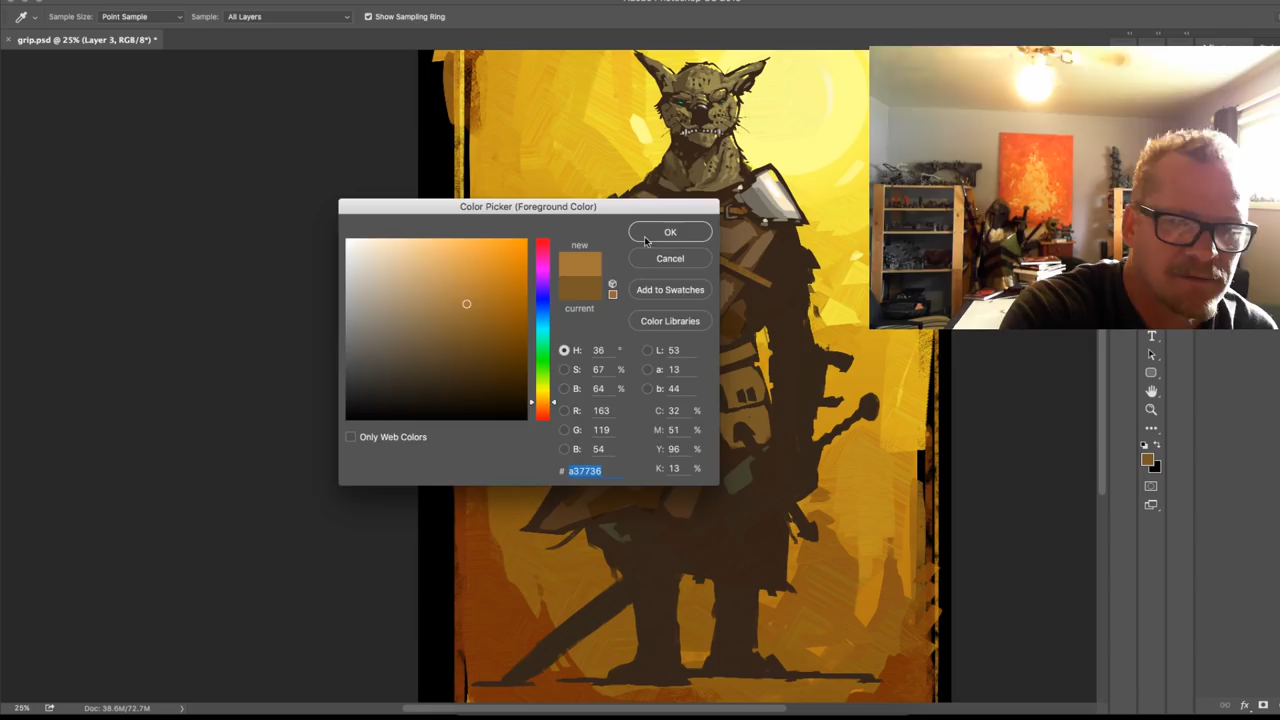 Sample Size: Point Sample Sample: All Layers Show Sampling Ring
× grip.psd @ 25% (Layer 3, RGB/8*) *
Color Picker (Foreground Color)
new
current
OK
Cancel
Add to Swatches
Color Libraries
H: 36 ° L: 53
S: 67 % a: 13
B: 64 % b: 44
R: 163 C: 32 %
G: 119 M: 51 %
B: 54 Y: 96 %
# a37736 K: 13 %
Only Web Colors
T
25% Doc: 38.6M/72.7M
fx